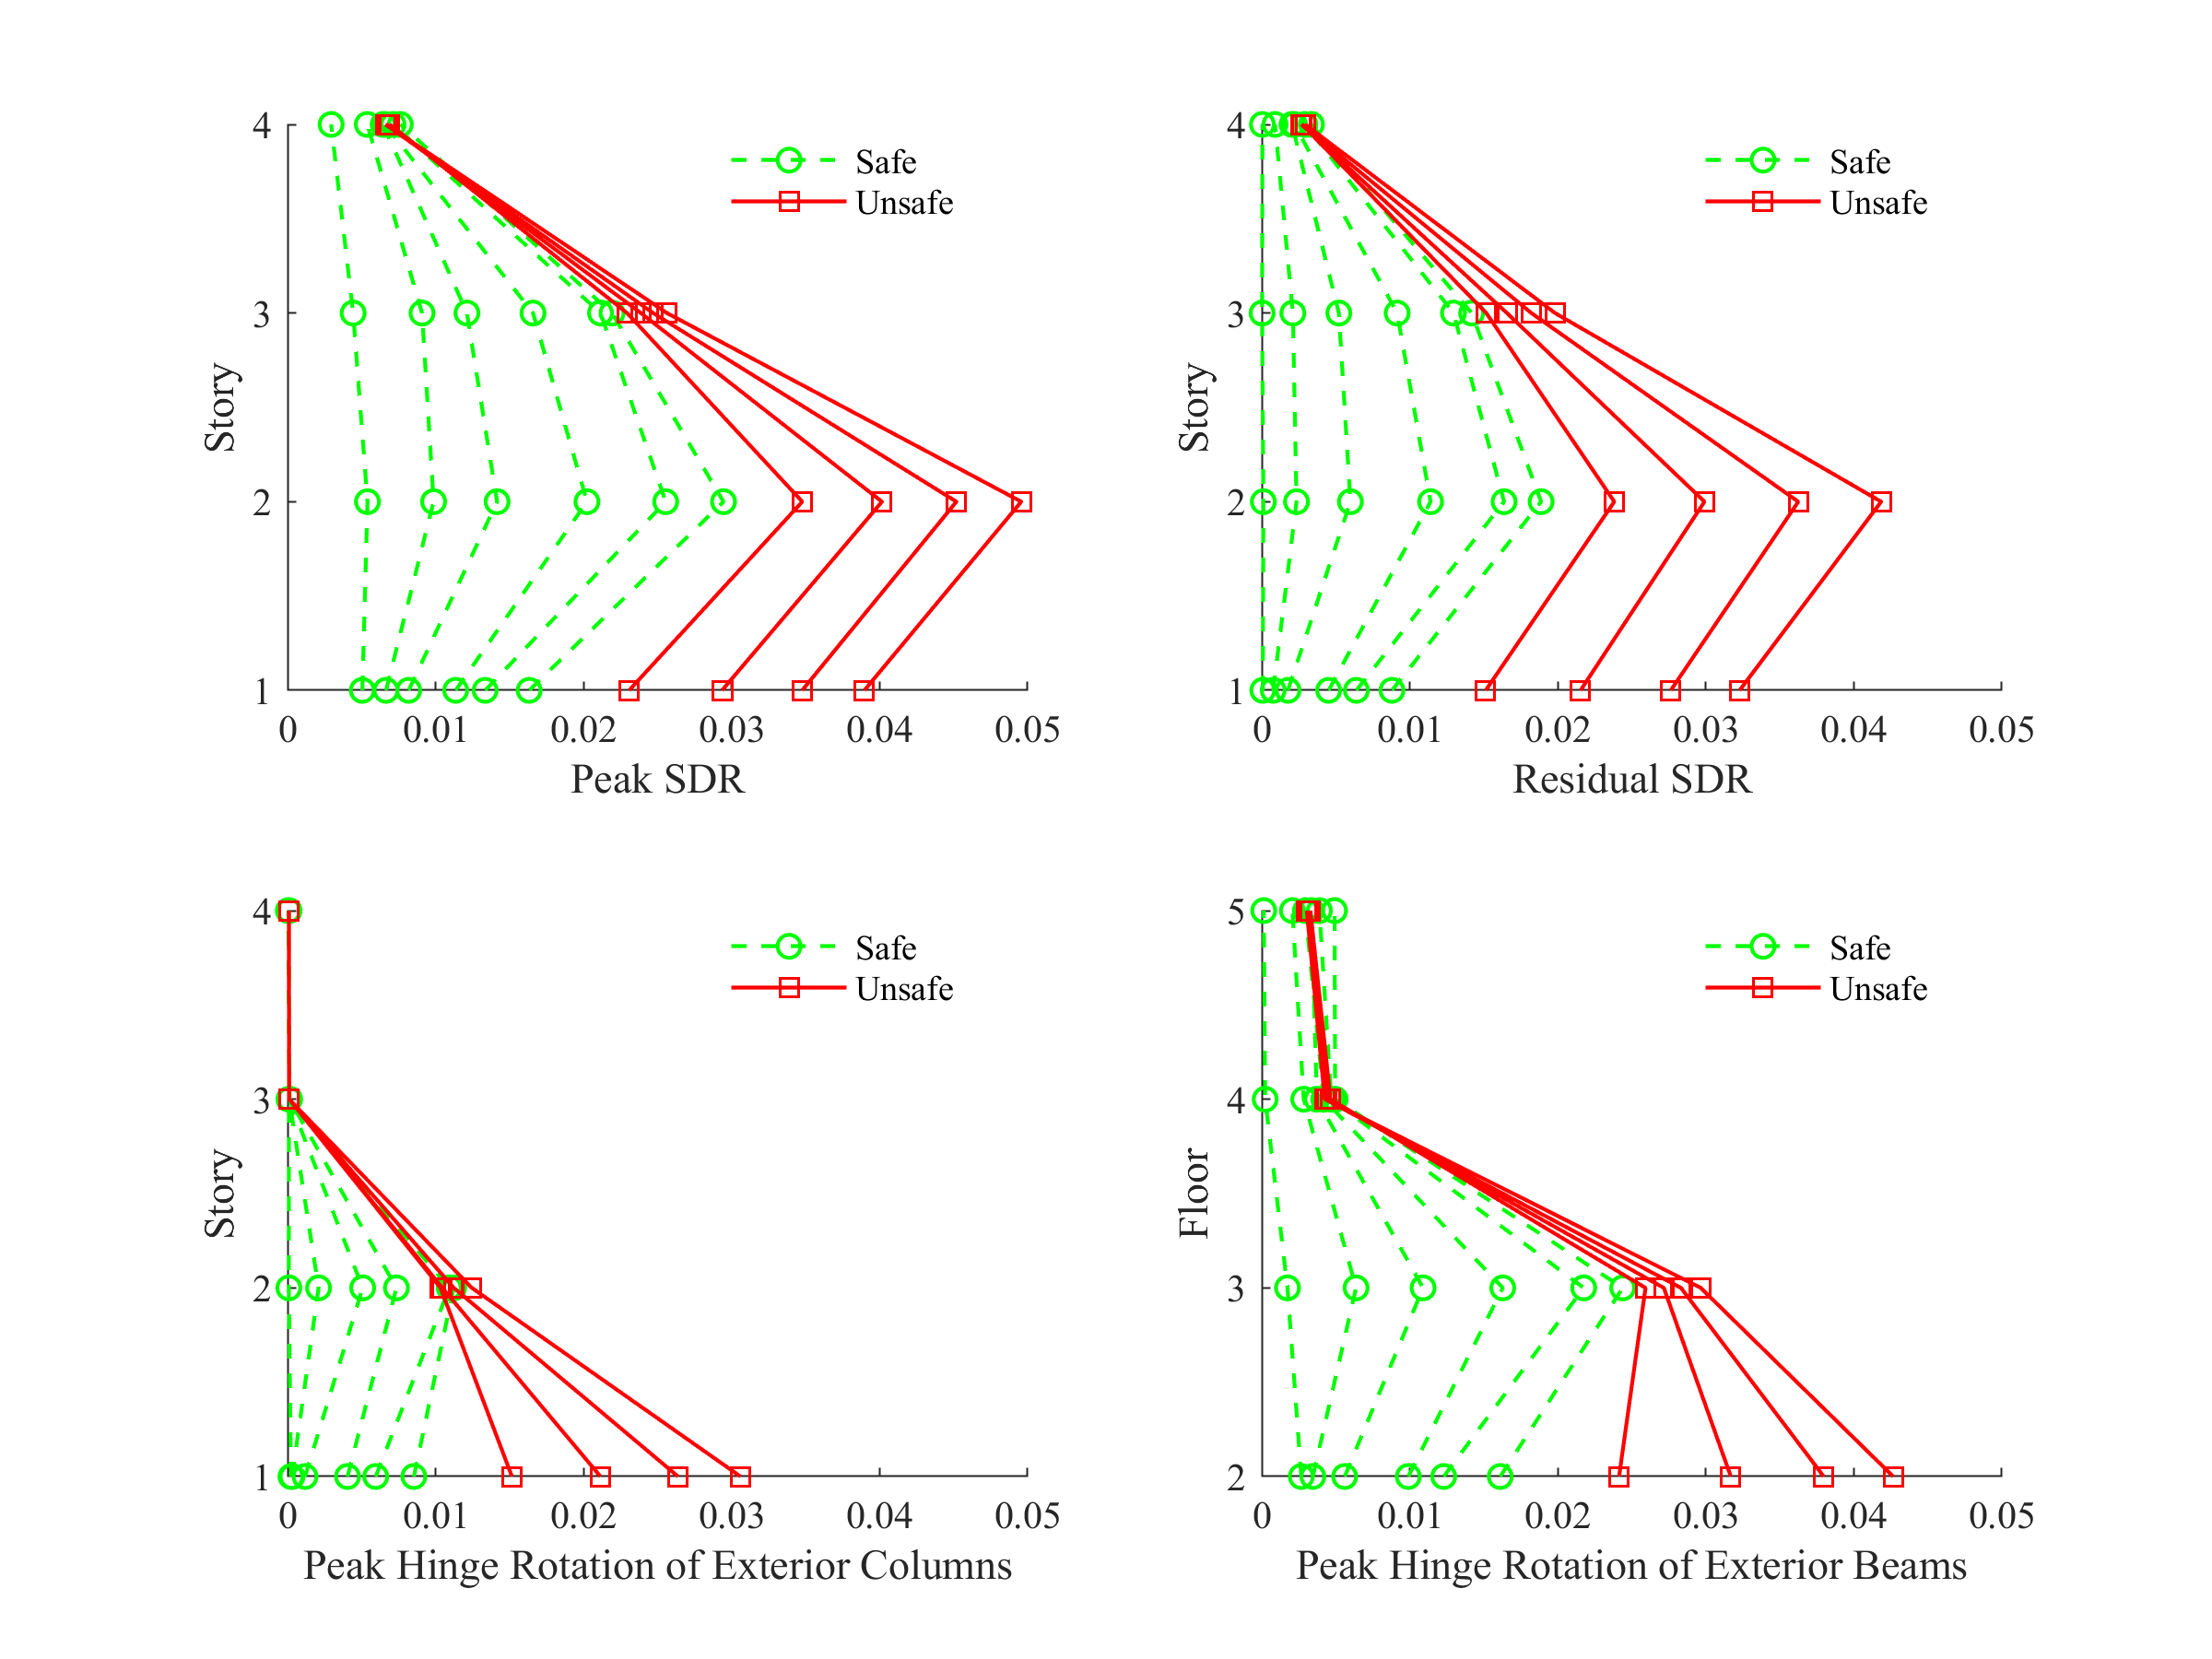 4
3
2
1
Story
0 0.01 0.02 0.03 0.04 0.05
Peak SDR
Safe
Unsafe
4
3
2
1
Story
0 0.01 0.02 0.03 0.04 0.05
Residual SDR
Safe
Unsafe
4
3
2
1
Story
0 0.01 0.02 0.03 0.04 0.05
Peak Hinge Rotation of Exterior Columns
Safe
Unsafe
5
4
3
2
Floor
0 0.01 0.02 0.03 0.04 0.05
Peak Hinge Rotation of Exterior Beams
Safe
Unsafe